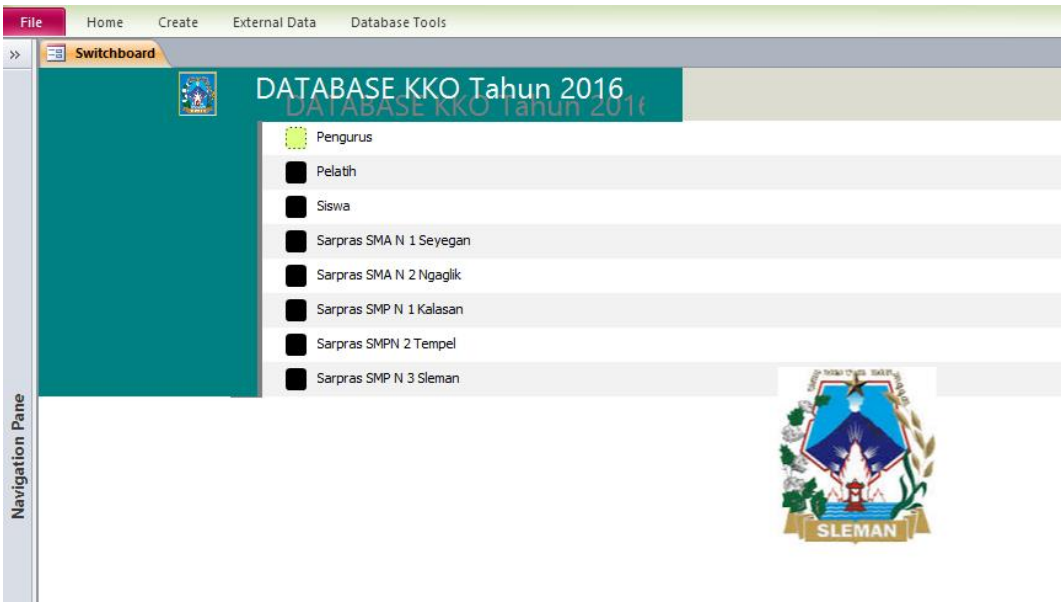 File Home Create External Data Database Tools
Switchboard
DATABASE KKO Tahun 2016
Pengurus
Pelatih
Siswa
Sarpras SMA N 1 Seyegan
Sarpras SMA N 2 Ngaglik
Sarpras SMP N 1 Kalasan
Sarpras SMPN 2 Tempel
Sarpras SMP N 3 Sleman
Navigation Pane
SLEMAN